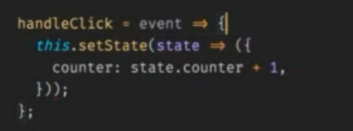 handleClick = event => {
  this.setState(state => ({
    counter: state.counter + 1,
  }));
};